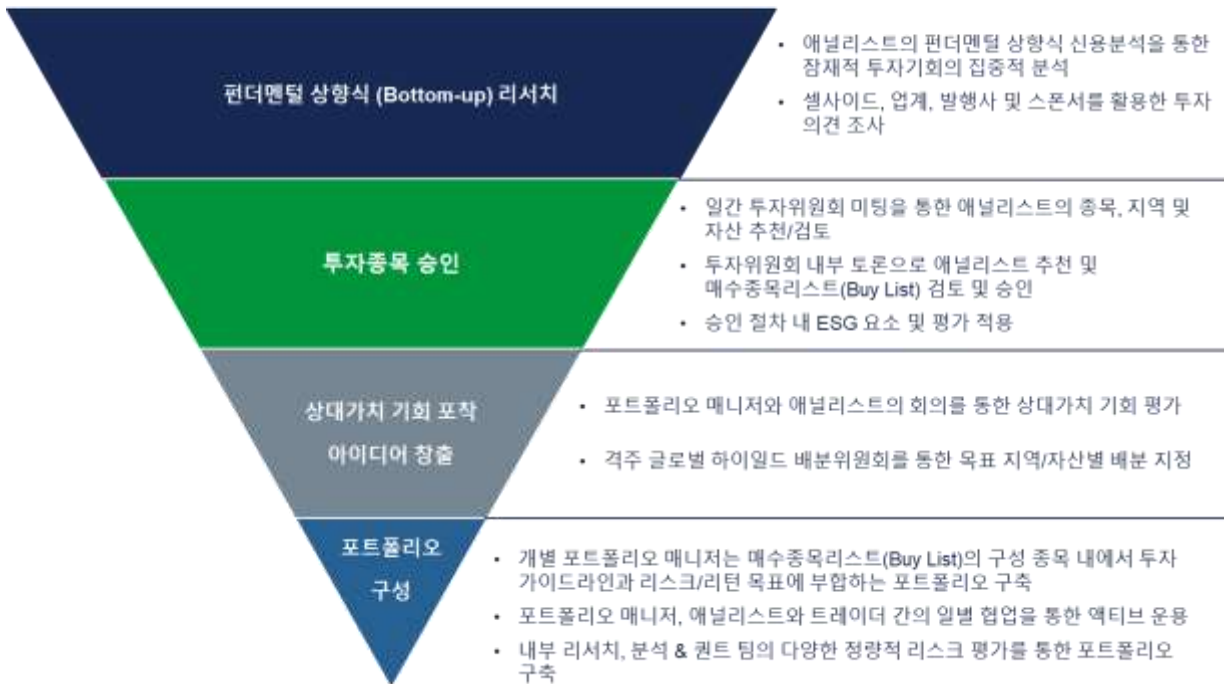 펀더멘털 상향식 (Bottom-up) 리서치
• 애널리스트의 펀더멘털 상향식 신용분석을 통한
잠재적 투자기회의 집중적 분석
• 셀사이드, 업계, 발행사 및 스폰서를 활용한 투자
의견 조사
투자종목 승인
• 일간 투자위원회 미팅을 통한 애널리스트의 종목, 지역 및
자산 추천/검토
• 투자위원회 내부 토론으로 애널리스트 추천 및
매수종목리스트(Buy List) 검토 및 승인
• 승인 절차 내 ESG 요소 및 평가 적용
상대가치 기회 포착
아이디어 창출
• 포트폴리오 매니저와 애널리스트의 회의를 통한 상대가치 기회 평가
• 격주 글로벌 하이일드 배분위원회를 통한 목표 지역/자산별 배분 지정
포트폴리오
구성
• 개별 포트폴리오 매니저는 매수종목리스트(Buy List)의 구성 종목 내에서 투자
가이드라인과 리스크/리턴 목표에 부합하는 포트폴리오 구축
• 포트폴리오 매니저, 애널리스트와 트레이더 간의 일별 협업을 통한 액티브 운용
• 내부 리서치, 분석 & 퀀트 팀의 다양한 정량적 리스크 평가를 통한 포트폴리오
구축